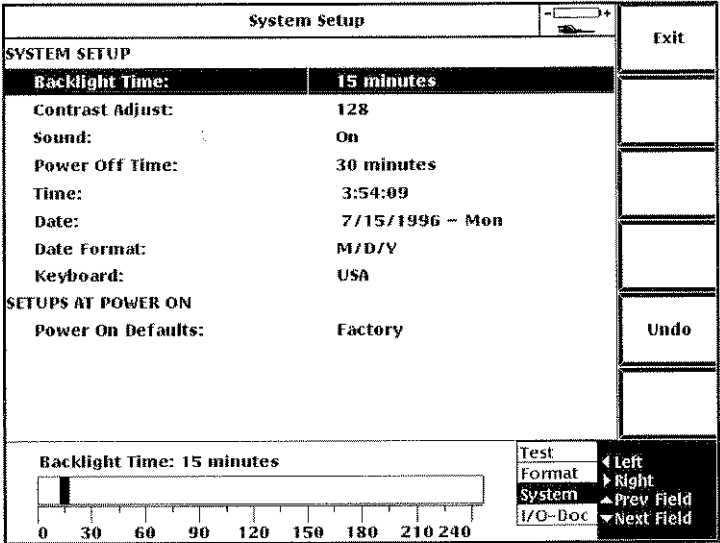 System Setup
- +
Exit
SYSTEM SETUP
Backlight Time: 15 minutes
Contrast Adjust: 128
Sound: On
Power Off Time: 30 minutes
Time: 3:54:09
Date: 7/15/1996 – Mon
Date Format: M/D/Y
Keyboard: USA
SETUPS AT POWER ON
Power On Defaults: Factory
Undo
Backlight Time: 15 minutes
0 30 60 90 120 150 180 210 240
Test
Format
System
I/O-Doc
Left
Right
Prev Field
Next Field